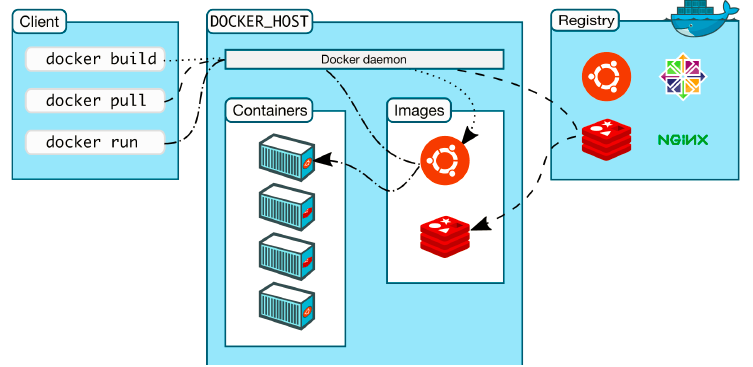 Client
docker build
docker pull
docker run
DOCKER_HOST
Docker daemon
Containers
Images
Registry
NGiNX